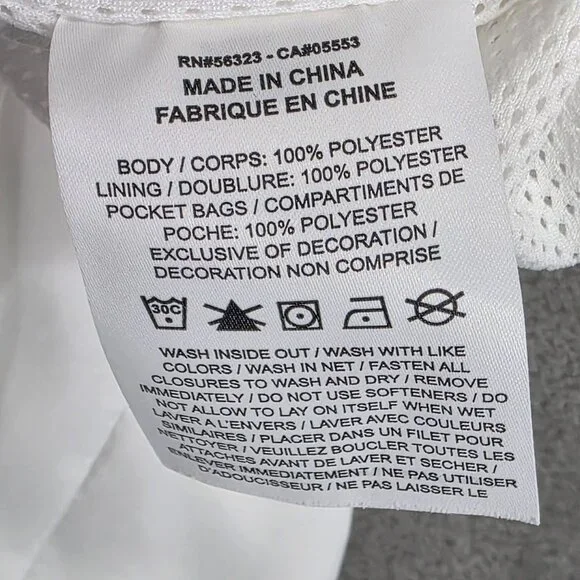 RN#56323 - CA#05553
MADE IN CHINA
FABRIQUE EN CHINE
BODY / CORPS: 100% POLYESTER
LINING / DOUBLURE: 100% POLYESTER
POCKET BAGS / COMPARTIMENTS DE
POCHE: 100% POLYESTER
EXCLUSIVE OF DECORATION /
DECORATION NON COMPRISE
30C
WASH INSIDE OUT / WASH WITH LIKE
COLORS / WASH IN NET / FASTEN ALL
CLOSURES TO WASH AND DRY / REMOVE
IMMEDIATELY / DO NOT USE SOFTENERS / DO
NOT ALLOW TO LAY ON ITSELF WHEN WET
LAVER A L'ENVERS / LAVER AVEC COULEURS
SIMILAIRES / PLACER DANS UN FILET POUR
NETTOYER / VEUILLEZ BOUCLER TOUTES LES
ATTACHES AVANT DE LAVER ET SECHER /
ENLEVER IMMEDIATEMENT / NE PAS UTILISER
D'ADOUCISSEUR / NE PAS LAISSER LE